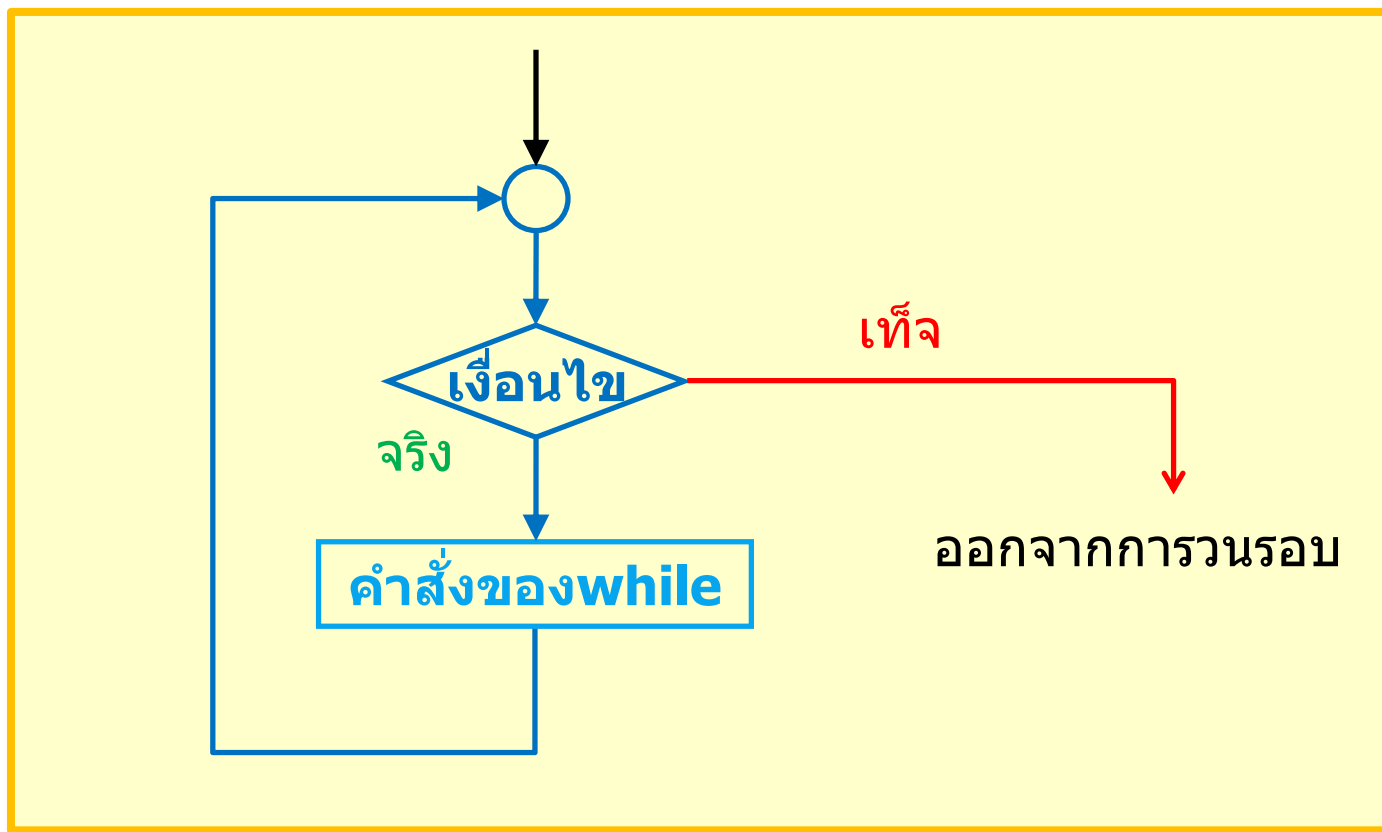 เท็จ
เงื่อนไข
จริง
ออกจากการวนรอบ
คำสั่งของwhile